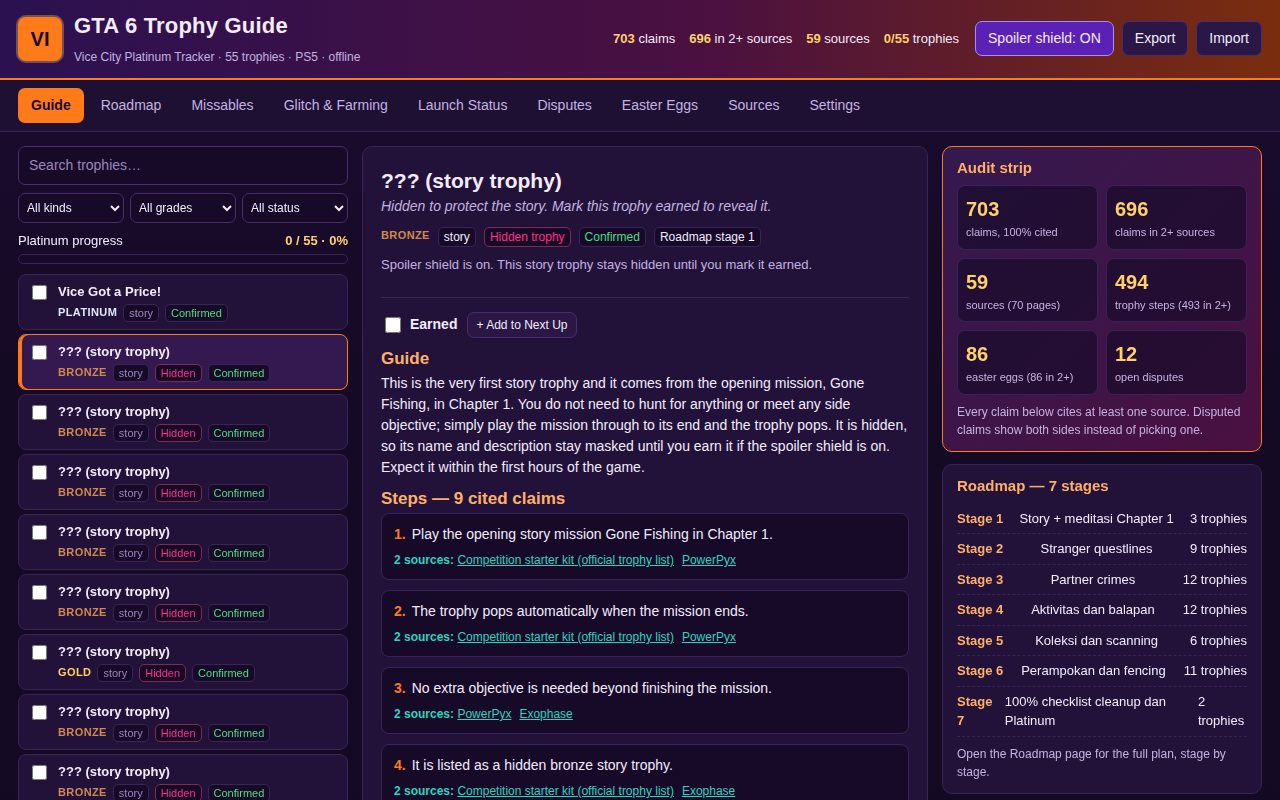 VI
GTA 6 Trophy Guide
Vice City Platinum Tracker · 55 trophies · PS5 · offline
703 claims 696 in 2+ sources 59 sources 0/55 trophies
Spoiler shield: ON
Export
Import
Guide Roadmap Missables Glitch & Farming Launch Status Disputes Easter Eggs Sources Settings
Search trophies…
All kinds All grades All status
Platinum progress 0 / 55 · 0%
Vice Got a Price!
PLATINUM story Confirmed
??? (story trophy)
BRONZE story Hidden Confirmed
??? (story trophy)
BRONZE story Hidden Confirmed
??? (story trophy)
BRONZE story Hidden Confirmed
??? (story trophy)
BRONZE story Hidden Confirmed
??? (story trophy)
BRONZE story Hidden Confirmed
??? (story trophy)
GOLD story Hidden Confirmed
??? (story trophy)
BRONZE story Hidden Confirmed
??? (story trophy)
BRONZE story Hidden Confirmed
??? (story trophy)
Hidden to protect the story. Mark this trophy earned to reveal it.
BRONZE story Hidden trophy Confirmed Roadmap stage 1
Spoiler shield is on. This story trophy stays hidden until you mark it earned.
Earned + Add to Next Up
Guide
This is the very first story trophy and it comes from the opening mission, Gone
Fishing, in Chapter 1. You do not need to hunt for anything or meet any side
objective; simply play the mission through to its end and the trophy pops. It is hidden,
so its name and description stay masked until you earn it if the spoiler shield is on.
Expect it within the first hours of the game.
Steps — 9 cited claims
1. Play the opening story mission Gone Fishing in Chapter 1.
2 sources: Competition starter kit (official trophy list) PowerPyx
2. The trophy pops automatically when the mission ends.
2 sources: Competition starter kit (official trophy list) PowerPyx
3. No extra objective is needed beyond finishing the mission.
2 sources: PowerPyx Exophase
4. It is listed as a hidden bronze story trophy.
2 sources: Competition starter kit (official trophy list) Exophase
Audit strip
703
claims, 100% cited
696
claims in 2+ sources
59
sources (70 pages)
494
trophy steps (493 in 2+)
86
easter eggs (86 in 2+)
12
open disputes
Every claim below cites at least one source. Disputed
claims show both sides instead of picking one.
Roadmap — 7 stages
Stage 1 Story + meditasi Chapter 1 3 trophies
Stage 2 Stranger questlines 9 trophies
Stage 3 Partner crimes 12 trophies
Stage 4 Aktivitas dan balapan 12 trophies
Stage 5 Koleksi dan scanning 6 trophies
Stage 6 Perampokan dan fencing 11 trophies
Stage 7 100% checklist cleanup dan Platinum 2 trophies
Open the Roadmap page for the full plan, stage by
stage.